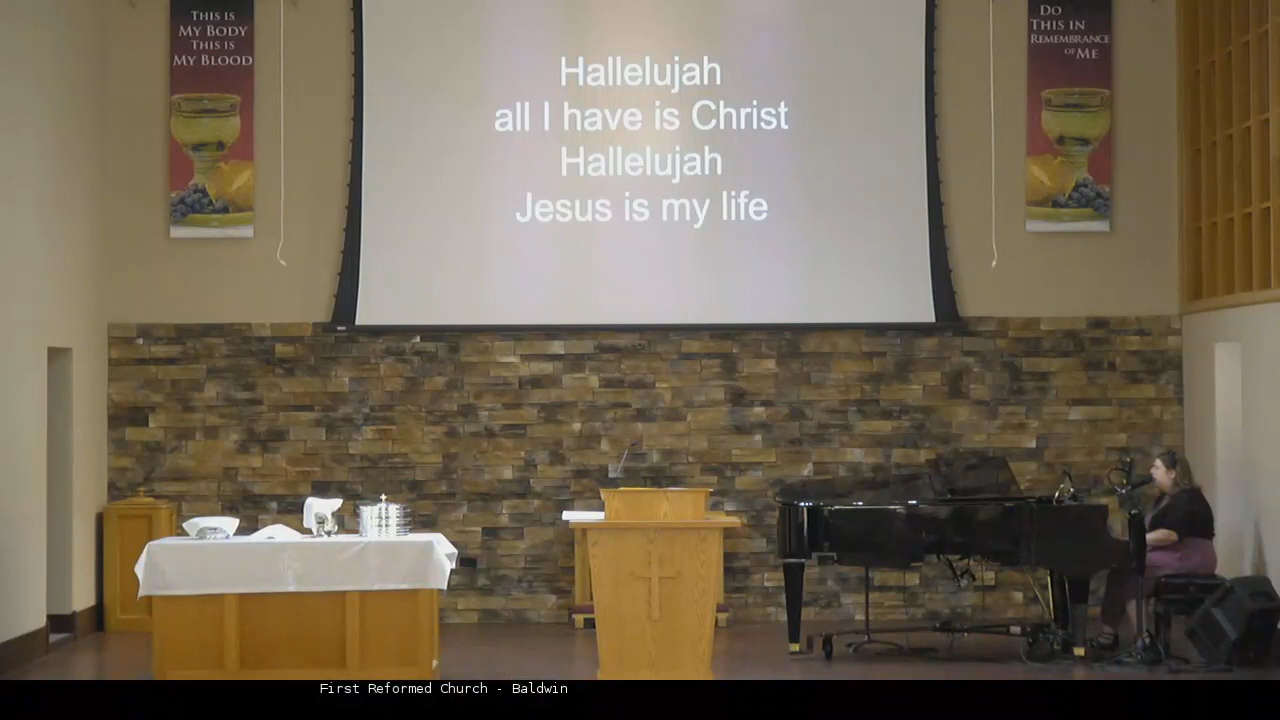 This is
My Body
This is
My Blood
Hallelujah
all I have is Christ
Hallelujah
Jesus is my life
Do
This in
Remembrance
of Me
First Reformed Church - Baldwin